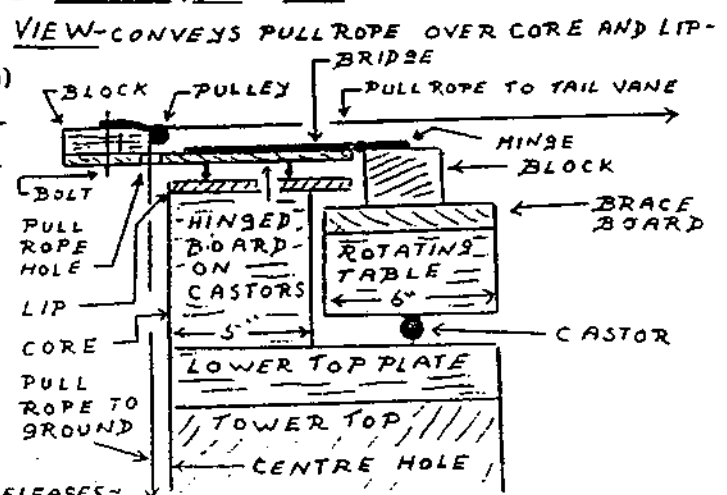 VIEW-CONVEYS PULL ROPE OVER CORE AND LIP-
BRIDGE
BLOCK
PULLEY
PULL ROPE TO TAIL VANE
HINGE
BLOCK
BOLT
BRACE
BOARD
PULL
ROPE
HOLE
HINGED
BOARD
ON
CASTORS
ROTATING
TABLE
6"
LIP
5"
CASTOR
CORE
LOWER TOP PLATE
PULL
ROPE TO
GROUND
TOWER TOP
CENTRE HOLE